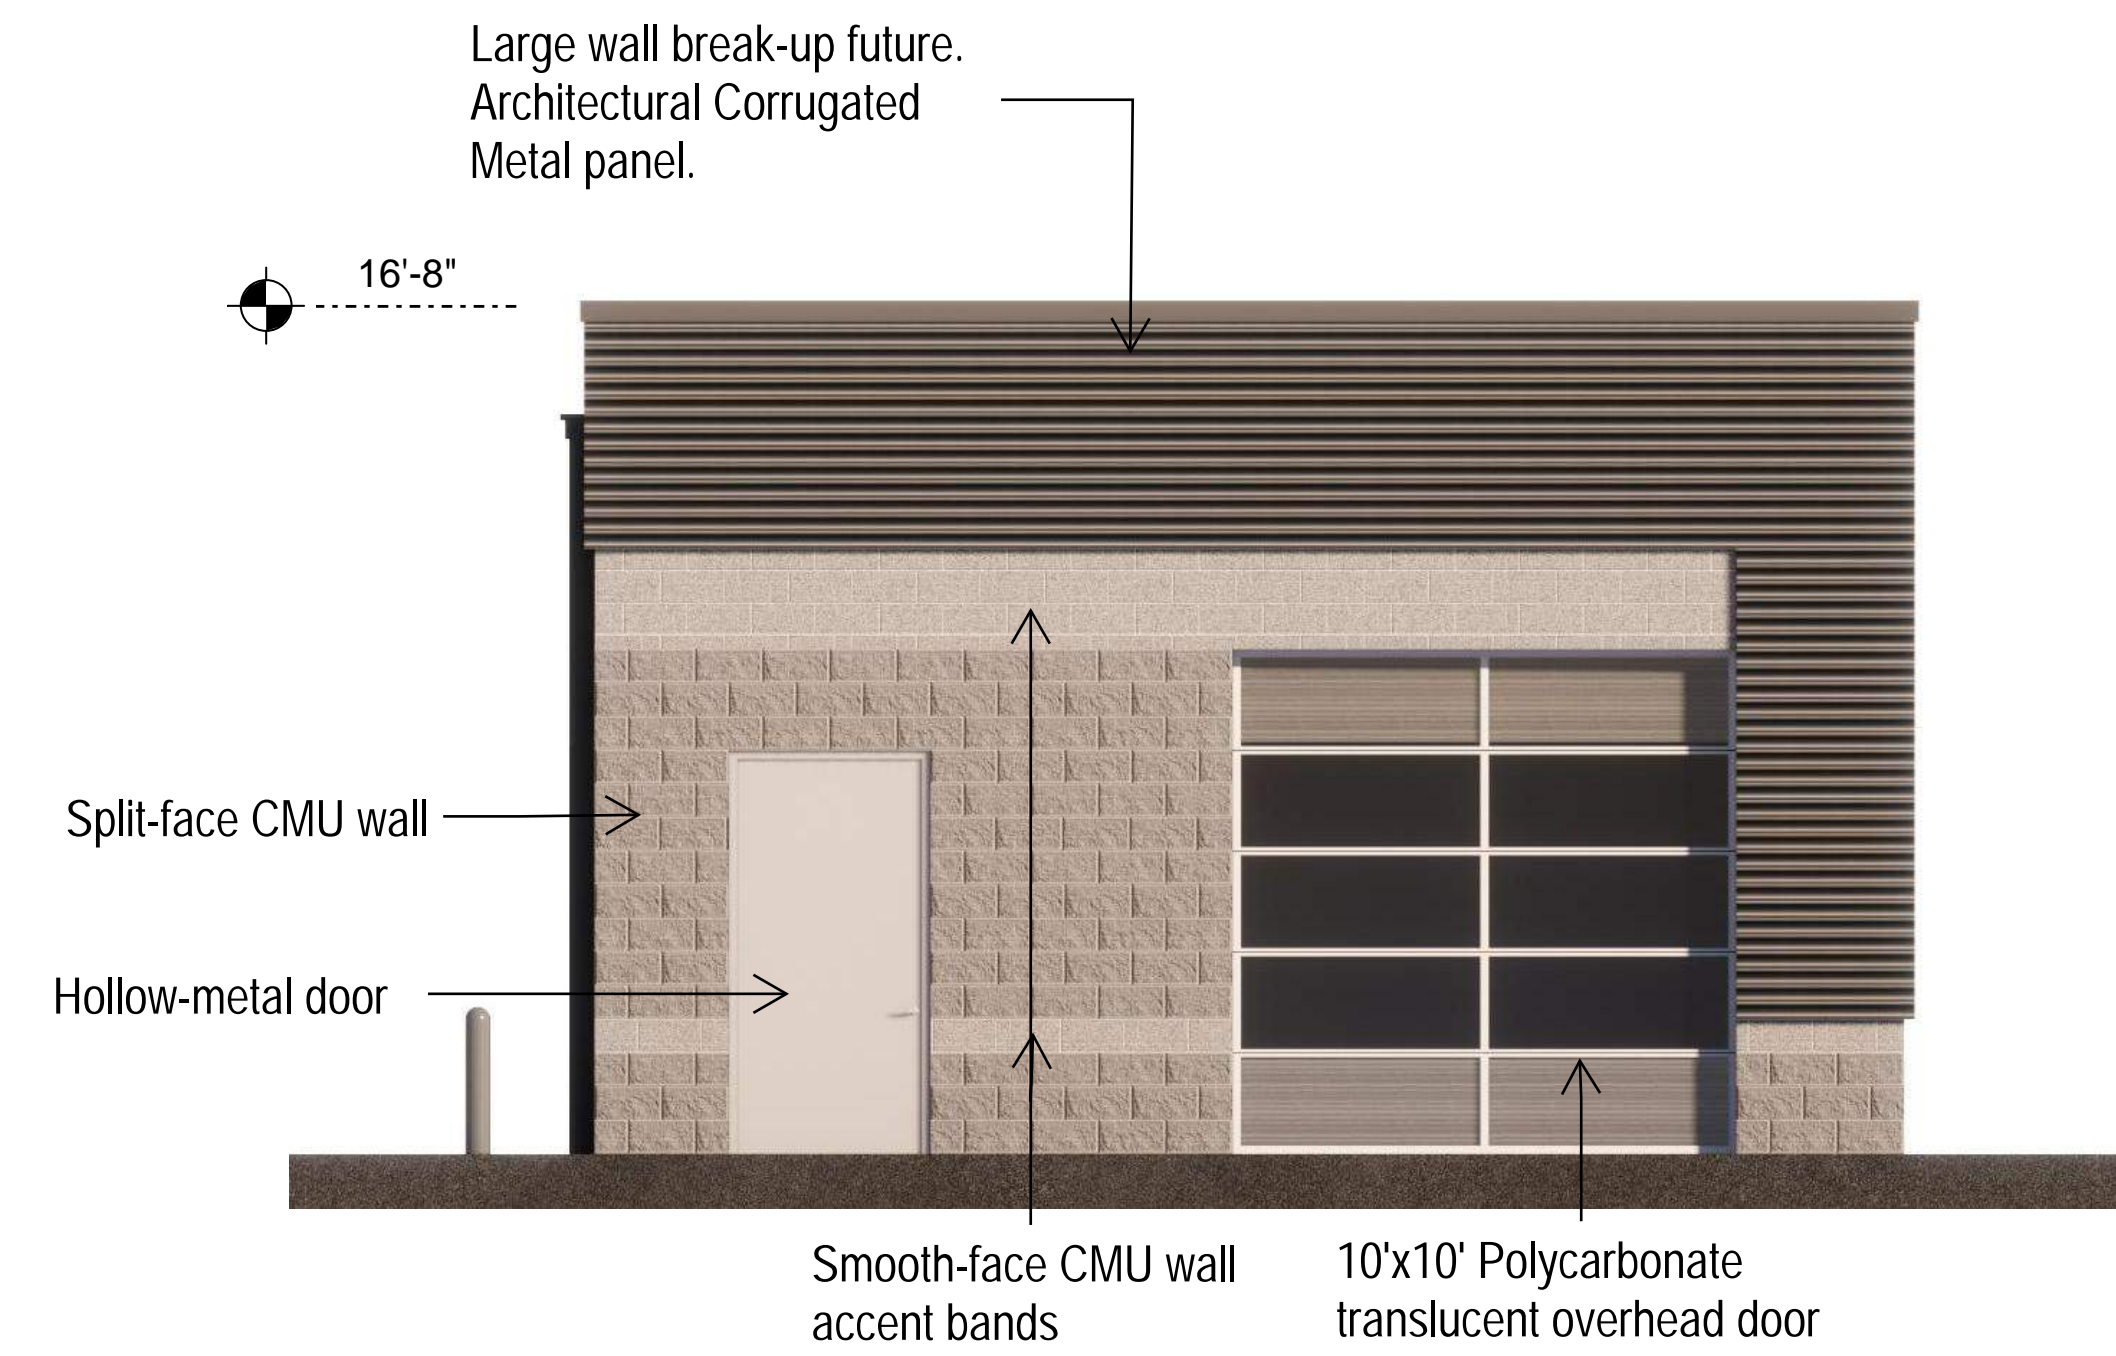 Large wall break-up future.
Architectural Corrugated
Metal panel.
16'-8"
Split-face CMU wall
Hollow-metal door
Smooth-face CMU wall
accent bands
10'x10' Polycarbonate
translucent overhead door